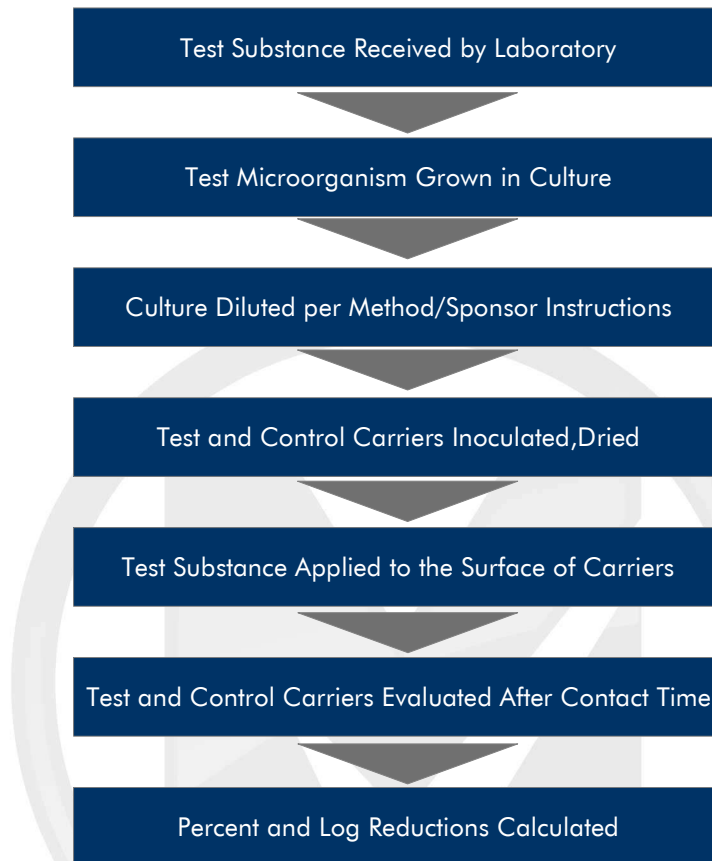 Test Substance Received by Laboratory
Test Microorganism Grown in Culture
Culture Diluted per Method/Sponsor Instructions
Test and Control Carriers Inoculated,Dried
Test Substance Applied to the Surface of Carriers
Test and Control Carriers Evaluated After Contact Time
Percent and Log Reductions Calculated